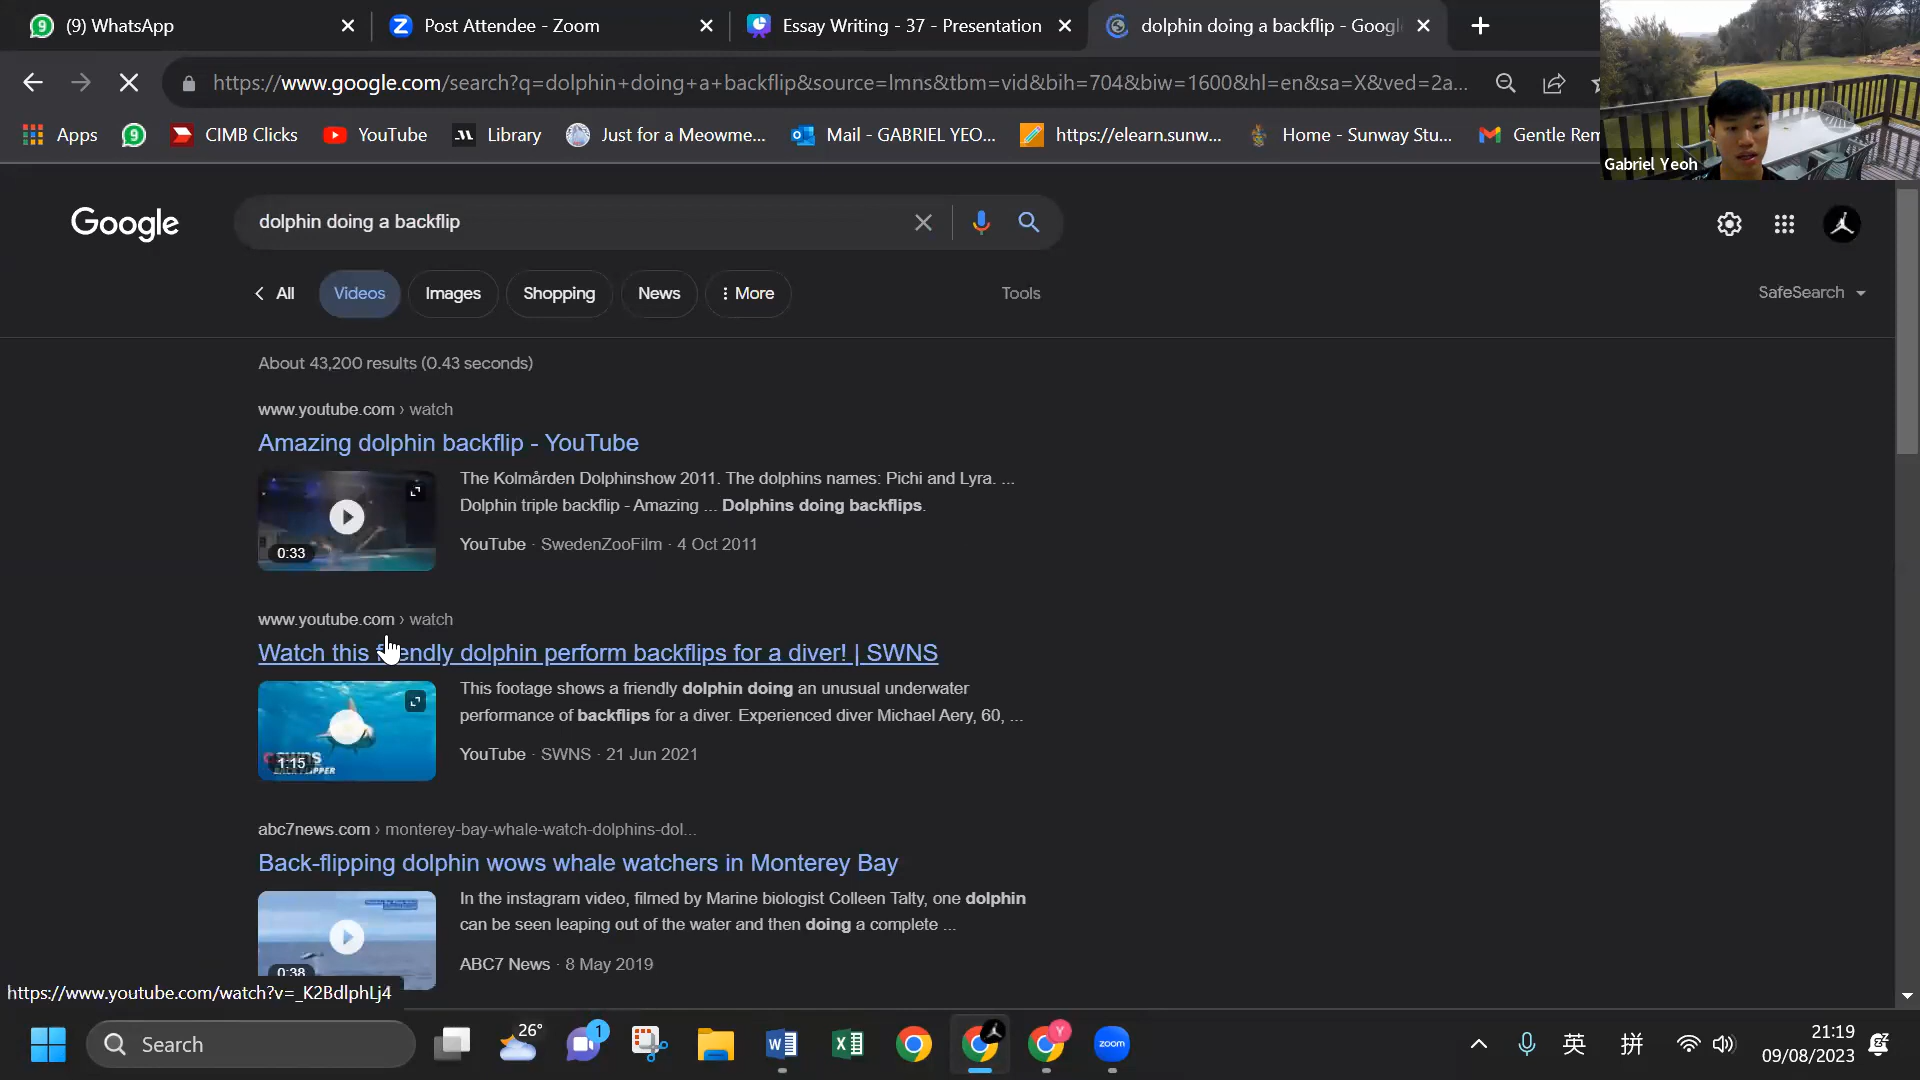 (9) WhatsApp
Post Attendee - Zoom
Essay Writing - 37 - Presentation
dolphin doing a backflip - Googl
https://www.google.com/search?q=dolphin+doing+a+backflip&source=lmns&tbm=vid&bih=704&biw=1600&hl=en&sa=X&ved=2a...
Apps
9
CIMB Clicks
YouTube
Library
Just for a Meowme...
Mail - GABRIEL YEO...
https://elearn.sunw...
Home - Sunway Stu...
Gentle Rem
Gabriel Yeoh
Google
dolphin doing a backflip
All
Videos
Images
Shopping
News
More
Tools
SafeSearch
About 43,200 results (0.43 seconds)
www.youtube.com › watch
Amazing dolphin backflip - YouTube
The Kolmården Dolphinshow 2011. The dolphins names: Pichi and Lyra. ...
Dolphin triple backflip - Amazing ... Dolphins doing backflips.
0:33
YouTube · SwedenZooFilm · 4 Oct 2011
www.youtube.com › watch
Watch this friendly dolphin perform backflips for a diver! | SWNS
This footage shows a friendly dolphin doing an unusual underwater
performance of backflips for a diver. Experienced diver Michael Aery, 60, ...
SWNS
1:15
YouTube · SWNS · 21 Jun 2021
abc7news.com › monterey-bay-whale-watch-dolphins-dol...
Back-flipping dolphin wows whale watchers in Monterey Bay
In the instagram video, filmed by Marine biologist Colleen Talty, one dolphin
can be seen leaping out of the water and then doing a complete ...
0:38
ABC7 News · 8 May 2019
https://www.youtube.com/watch?v=_K2BdlphLj4
Search
26°
1
Y
zoom
英
拼
21:19
09/08/2023